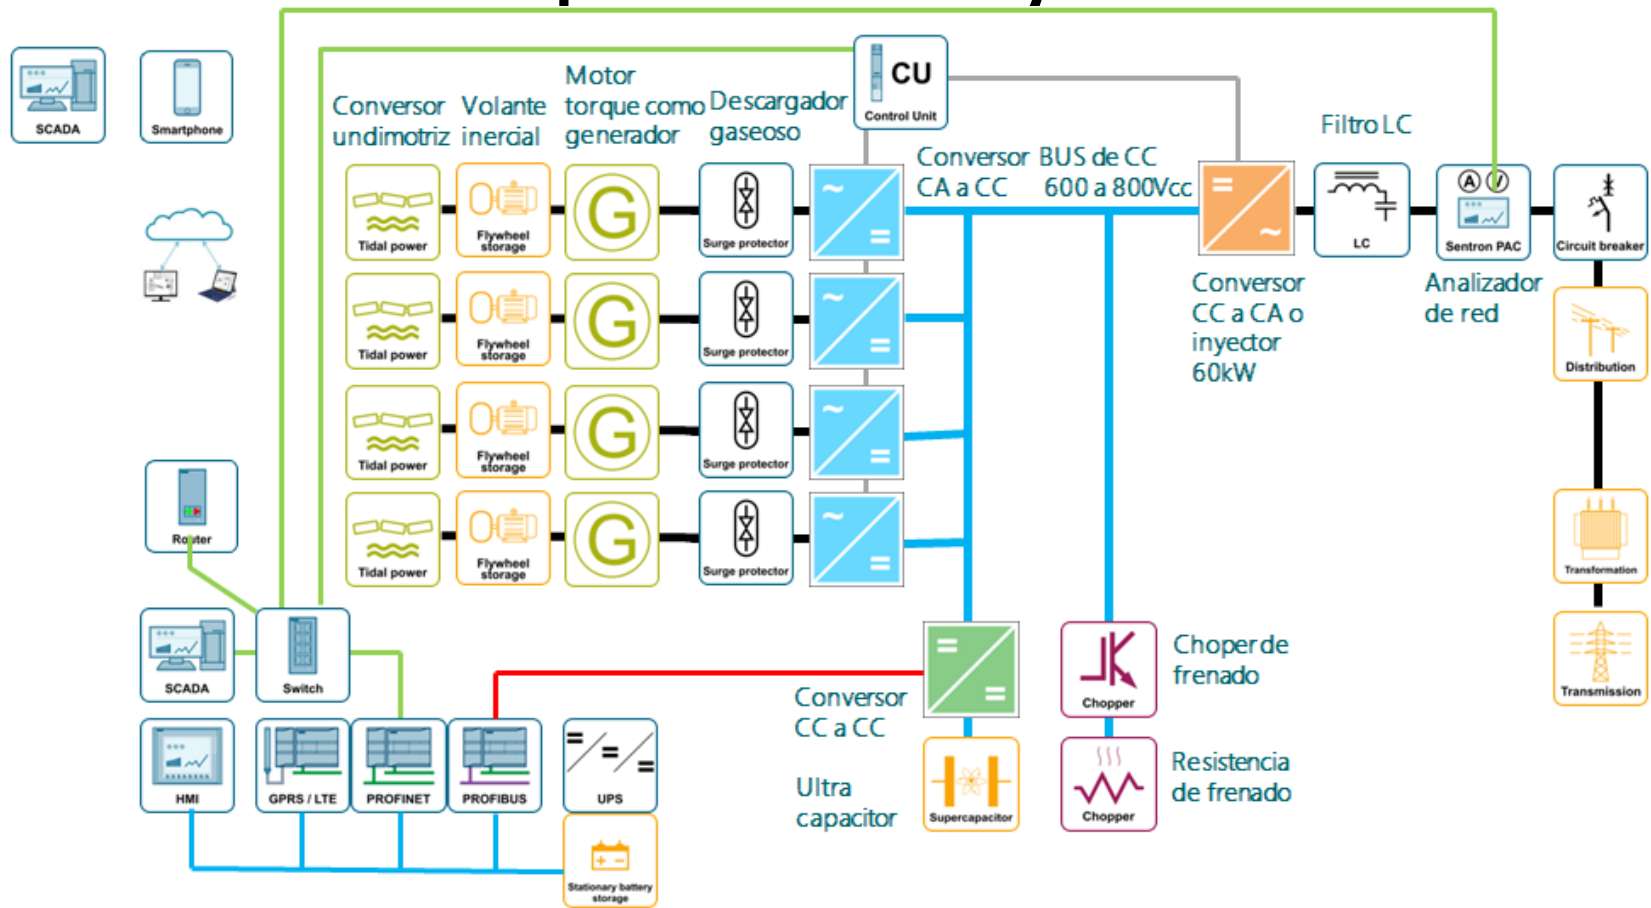 SCADA
Smartphone
CU
Control Unit
Conversor
undimotriz
Volante
inercial
Motor
torque como
generador
Descargador
gaseoso
Conversor
CA a CC
BUS de CC
600 a 800Vcc
Filtro LC
Tidal power
Flywheel
storage
G
Surge protector
LC
A V
Sentron PAC
Circuit breaker
Conversor
CC a CA o
inyector
60kW
Analizador
de red
Tidal power
Flywheel
storage
G
Surge protector
Distribution
Tidal power
Flywheel
storage
G
Surge protector
Tidal power
Flywheel
storage
G
Surge protector
Router
Transformation
Transmission
SCADA
Switch
Conversor
CC a CC
Chopper
Choper de
frenado
HMI
GPRS / LTE
PROFINET
PROFIBUS
UPS
Ultra
capacitor
Supercapacitor
Chopper
Resistencia
de frenado
Stationary battery
storage